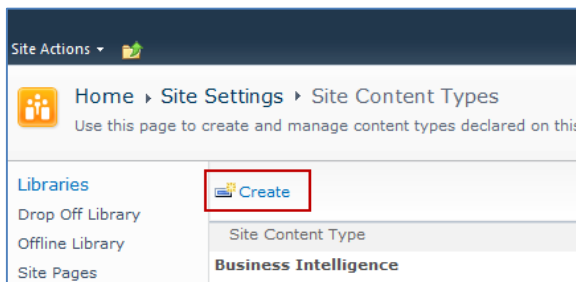 Site Actions
Home ▸ Site Settings ▸ Site Content Types
Use this page to create and manage content types declared on this
Libraries
Drop Off Library
Offline Library
Site Pages
Create
Site Content Type
Business Intelligence